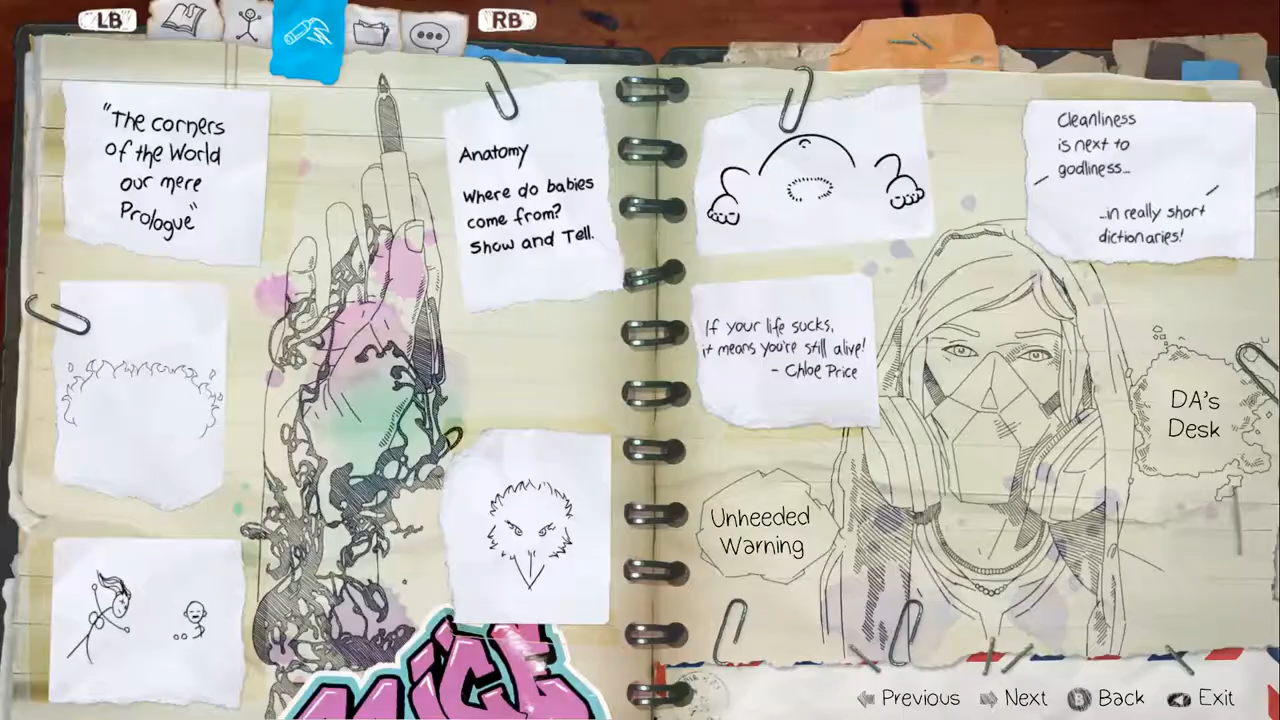 LB
RB
"The corners
of the World
our mere
Prologue"
Anatomy
Where do babies
come from?
Show and Tell.
NICE
Cleanliness
is next to
godliness...
...in really short
dictionaries!
If your life sucks,
it means you're still alive!
- Chloe Price
DA's
Desk
Unheeded
Warning
Previous
Next
B
Back
Exit